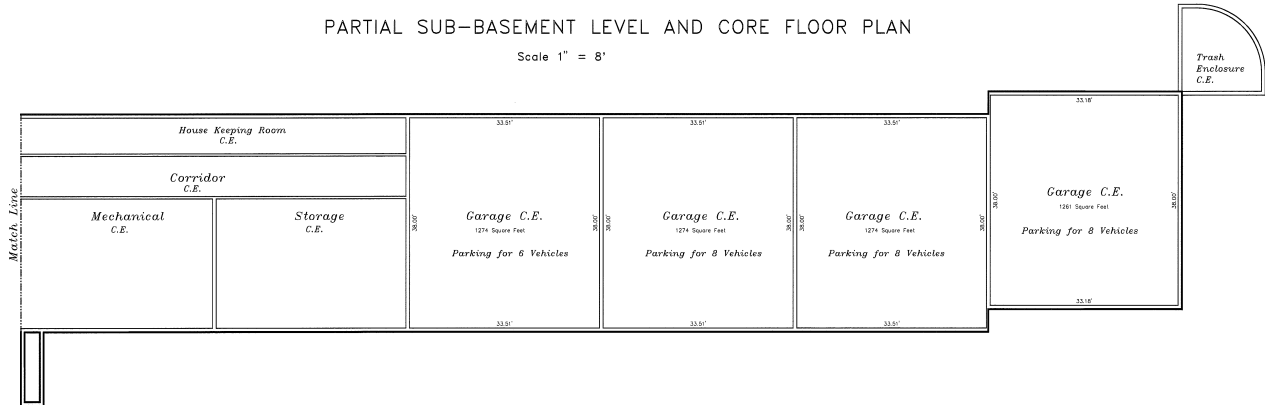 PARTIAL SUB-BASEMENT LEVEL AND CORE FLOOR PLAN
Scale 1" = 8'
Trash
Enclosure
C.E.
Match Line
House Keeping Room
C.E.
Corridor
C.E.
Mechanical
C.E.
Storage
C.E.
33.51'
38.00'
Garage C.E.
1274 Square Feet
Parking for 6 Vehicles
38.00'
33.51'
33.51'
38.00'
Garage C.E.
1274 Square Feet
Parking for 8 Vehicles
38.00'
33.51'
33.51'
38.00'
Garage C.E.
1274 Square Feet
Parking for 8 Vehicles
38.00'
33.51'
33.18'
38.00'
Garage C.E.
1261 Square Feet
Parking for 8 Vehicles
38.00'
33.18'